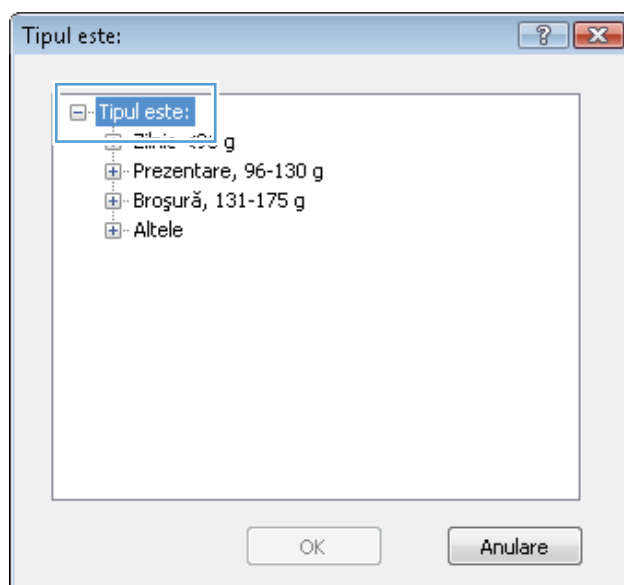 Tipul este:
Tipul este:
g
Prezentare, 96-130 g
Broşură, 131-175 g
Altele
OK
Anulare